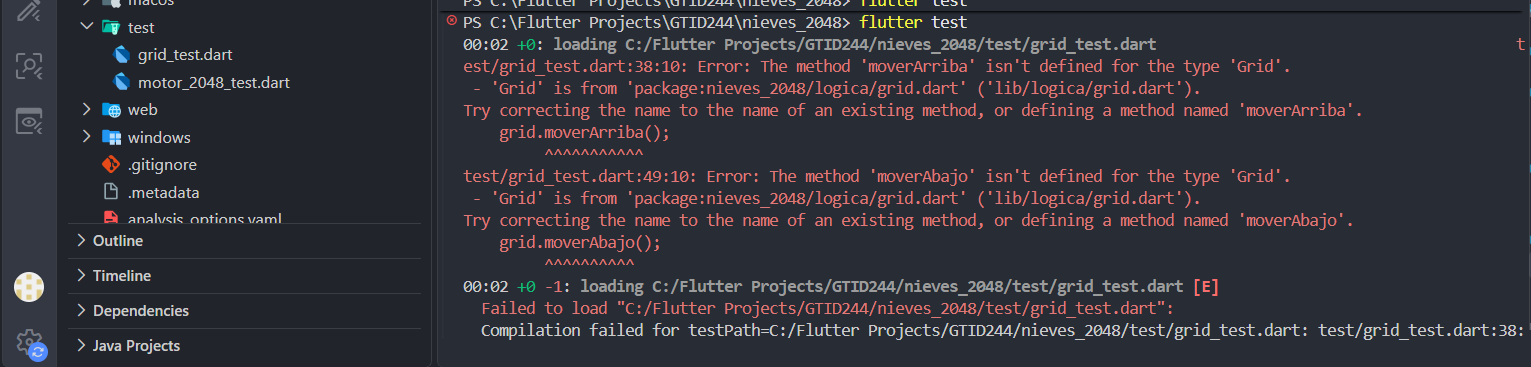 macos
test
grid_test.dart
motor_2048_test.dart
web
windows
.gitignore
.metadata
analysis_options.yaml
Outline
Timeline
Dependencies
Java Projects
PS C:\Flutter Projects\GTID244\nieves_2048> flutter test
PS C:\Flutter Projects\GTID244\nieves_2048> flutter test
00:02 +0: loading C:/Flutter Projects/GTID244/nieves_2048/test/grid_test.dart t
est/grid_test.dart:38:10: Error: The method 'moverArriba' isn't defined for the type 'Grid'.
- 'Grid' is from 'package:nieves_2048/logica/grid.dart' ('lib/logica/grid.dart').
Try correcting the name to the name of an existing method, or defining a method named 'moverArriba'.
grid.moverArriba();
^^^^^^^^^^^
test/grid_test.dart:49:10: Error: The method 'moverAbajo' isn't defined for the type 'Grid'.
- 'Grid' is from 'package:nieves_2048/logica/grid.dart' ('lib/logica/grid.dart').
Try correcting the name to the name of an existing method, or defining a method named 'moverAbajo'.
grid.moverAbajo();
^^^^^^^^^^
00:02 +0 -1: loading C:/Flutter Projects/GTID244/nieves_2048/test/grid_test.dart [E]
Failed to load "C:/Flutter Projects/GTID244/nieves_2048/test/grid_test.dart":
Compilation failed for testPath=C:/Flutter Projects/GTID244/nieves_2048/test/grid_test.dart: test/grid_test.dart:38: